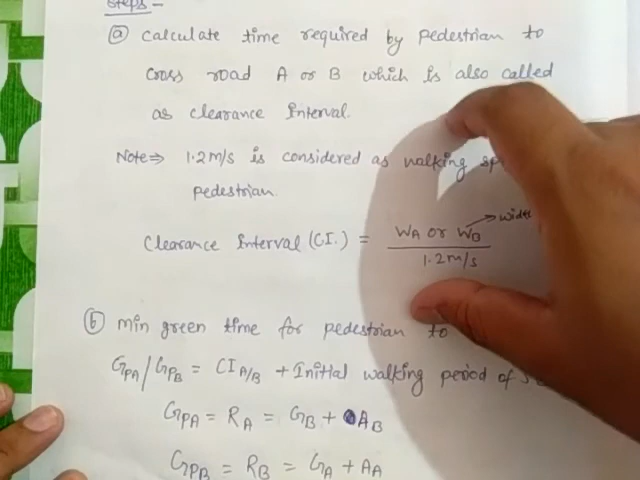 Steps -
(a) Calculate time required by pedestrian to
cross road A or B which is also called
as clearance Interval.
Note ⇒ 1.2 m/s is considered as walking
pedestrian.
Clearance Interval (C.I.) = WA or WB / 1.2 m/s → width
(b) Min green time for pedestrian to
GPA/GPB = CIA/B + Initial walking period of
GPA = RA = GB + AB
GPB = RB = GA + AA